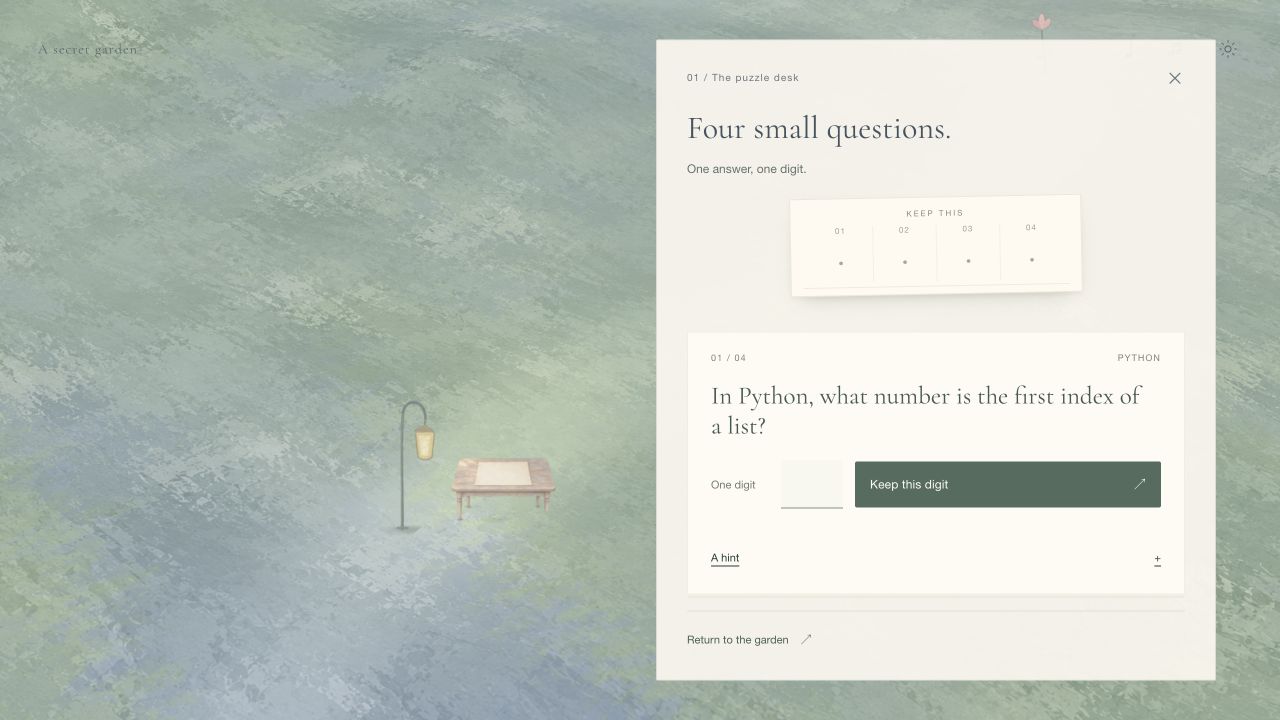 A secret garden
01 / The puzzle desk
Four small questions.
One answer, one digit.
KEEP THIS
01 02 03 04
01 / 04 PYTHON
In Python, what number is the first index of
a list?
One digit
Keep this digit
A hint +
Return to the garden